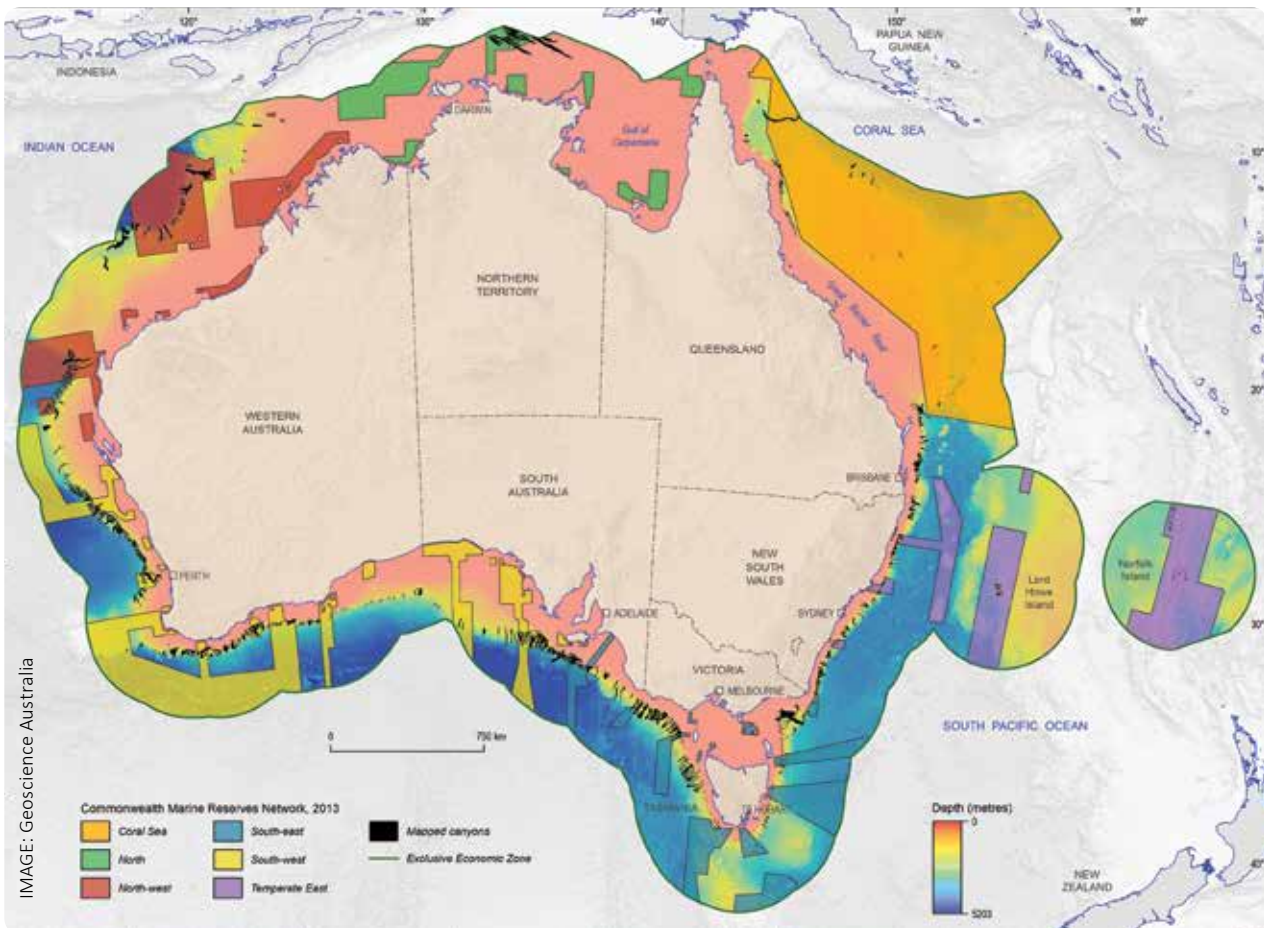 120°
130°
140°
150°
160°
INDONESIA
PAPUA NEW
GUINEA
DARWIN
INDIAN OCEAN
CORAL SEA
Gulf of
Carpentaria
10°
NORTHERN
TERRITORY
Great Barrier Reef
QUEENSLAND
20°
WESTERN
AUSTRALIA
SOUTH
AUSTRALIA
BRISBANE
NEW
SOUTH
WALES
Lord
Howe
Island
Norfolk
Island
PERTH
ADELAIDE
SYDNEY
30°
VICTORIA
MELBOURNE
SOUTH PACIFIC OCEAN
0
750 km
TASMANIA
HOBART
Commonwealth Marine Reserves Network, 2013
Coral Sea
North
North-west
South-east
South-west
Temperate East
Mapped canyons
Exclusive Economic Zone
Depth (metres)
0
5203
NEW
ZEALAND
40°
IMAGE: Geoscience Australia